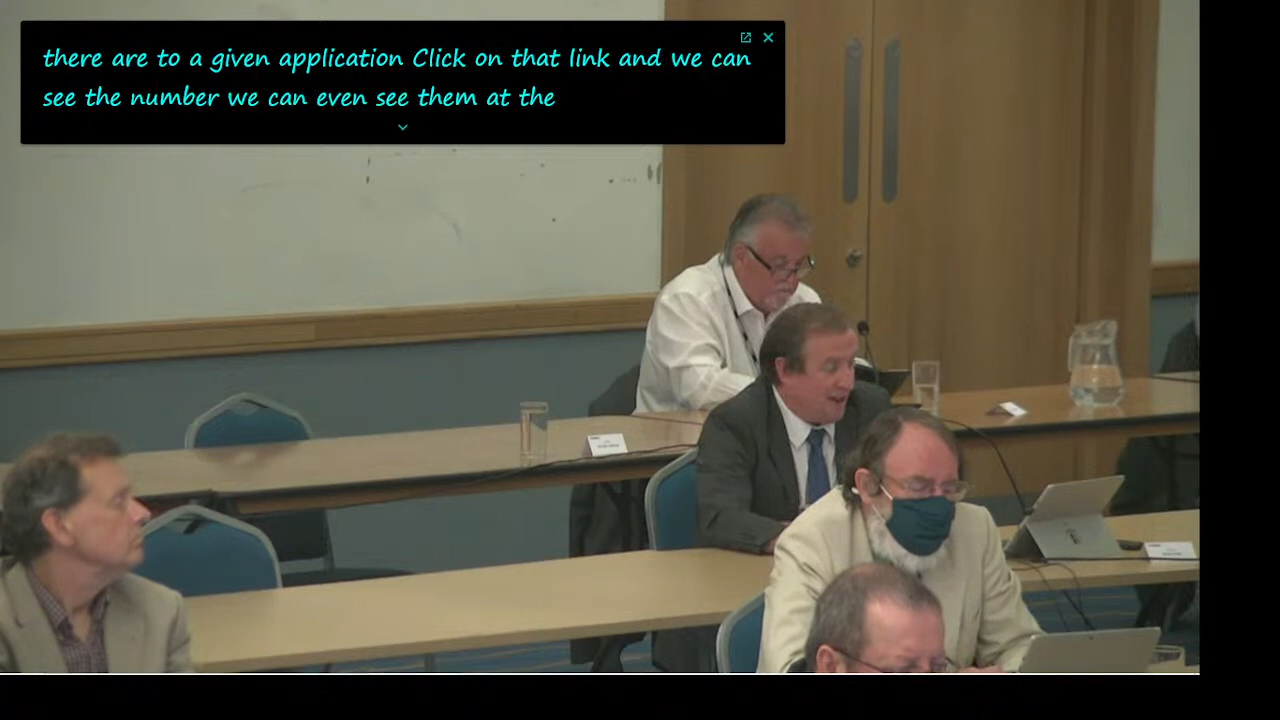 there are to a given application Click on that link and we can
see the number we can even see them at the